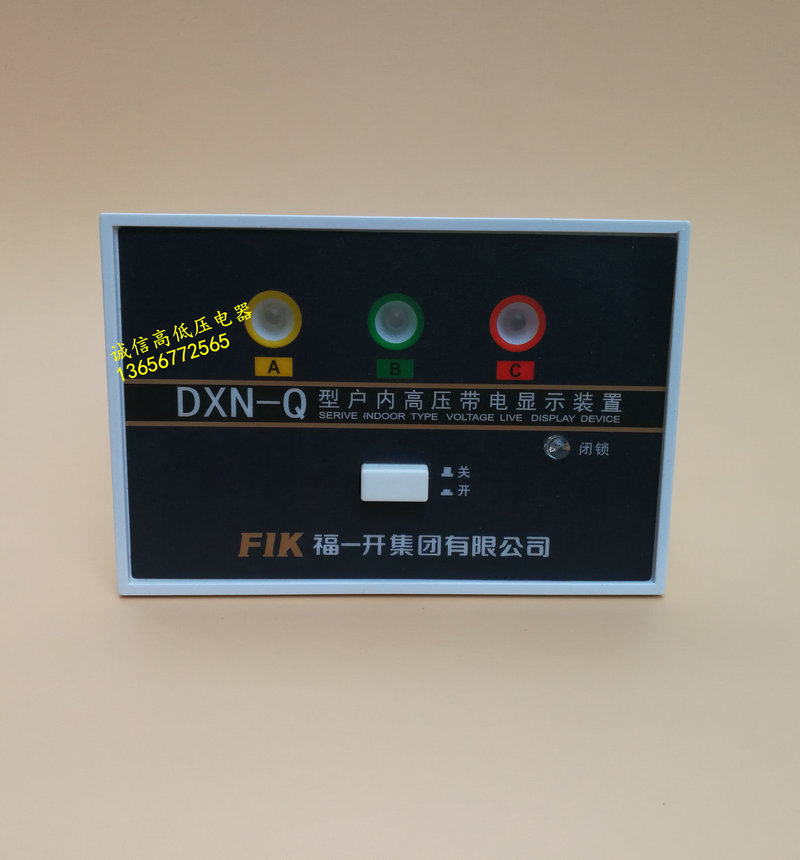 诚信高低压电器
13656772565
A B C
DXN-Q 型户内高压带电显示装置
SERIVE INDOOR TYPE VOLTAGE LIVE DISPLAY DEVICE
闭锁
关
开
FIK 福一开集团有限公司